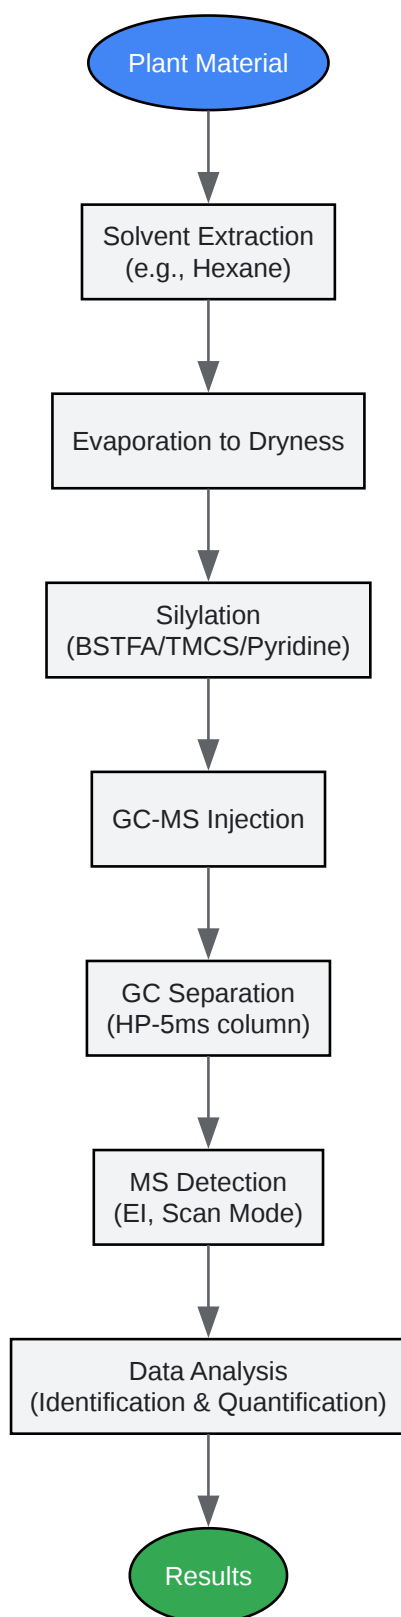 Plant Material
Solvent Extraction
(e.g., Hexane)
Evaporation to Dryness
Silylation
(BSTFA/TMCS/Pyridine)
GC-MS Injection
GC Separation
(HP-5ms column)
MS Detection
(EI, Scan Mode)
Data Analysis
(Identification & Quantification)
Results